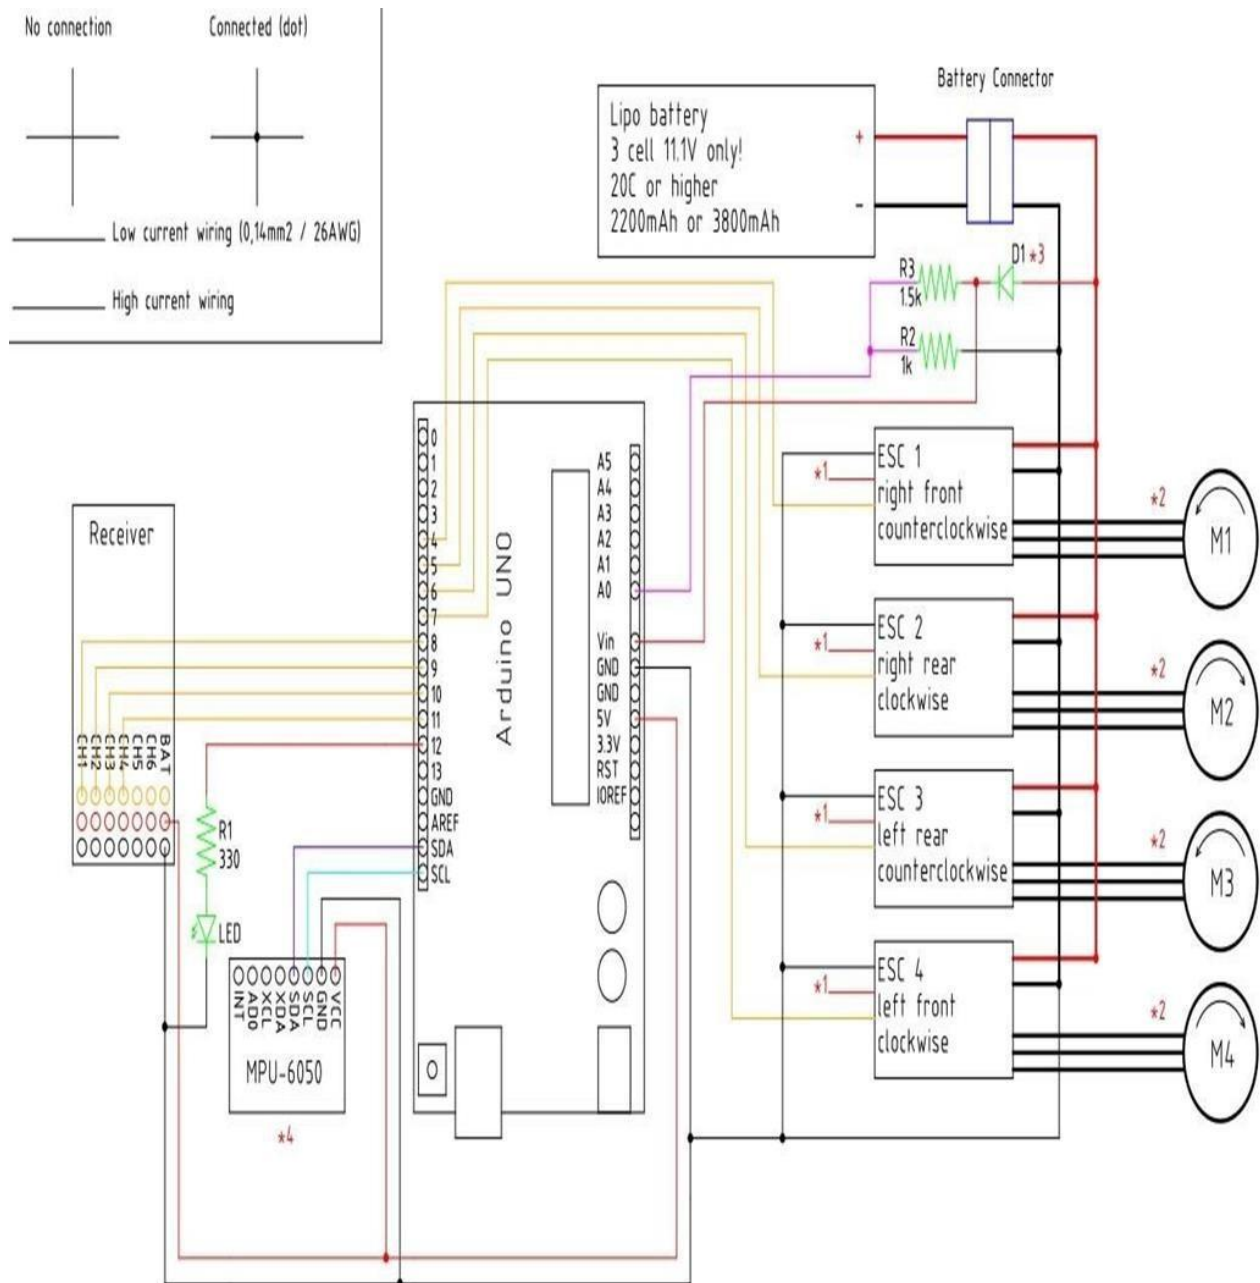 No connection
Connected (dot)
Low current wiring (0,14mm2 / 26AWG)
High current wiring
Lipo battery
3 cell 11.1V only!
20C or higher
2200mAh or 3800mAh
+
-
Battery Connector
D1 *3
R3
1.5k
R2
1k
Receiver
CH1
CH2
CH3
CH4
CH5
CH6
BAT
R1
330
LED
INT
AD0
XCL
XDA
SDA
SCL
GND
VCC
MPU-6050
*4
Arduino UNO
0
1
2
3
4
5
6
7
8
9
10
11
12
13
GND
AREF
SDA
SCL
A5
A4
A3
A2
A1
A0
Vin
GND
GND
5V
3.3V
RST
IOREF
*1
ESC 1
right front
counterclockwise
*2
M1
*1
ESC 2
right rear
clockwise
*2
M2
*1
ESC 3
left rear
counterclockwise
*2
M3
*1
ESC 4
left front
clockwise
*2
M4